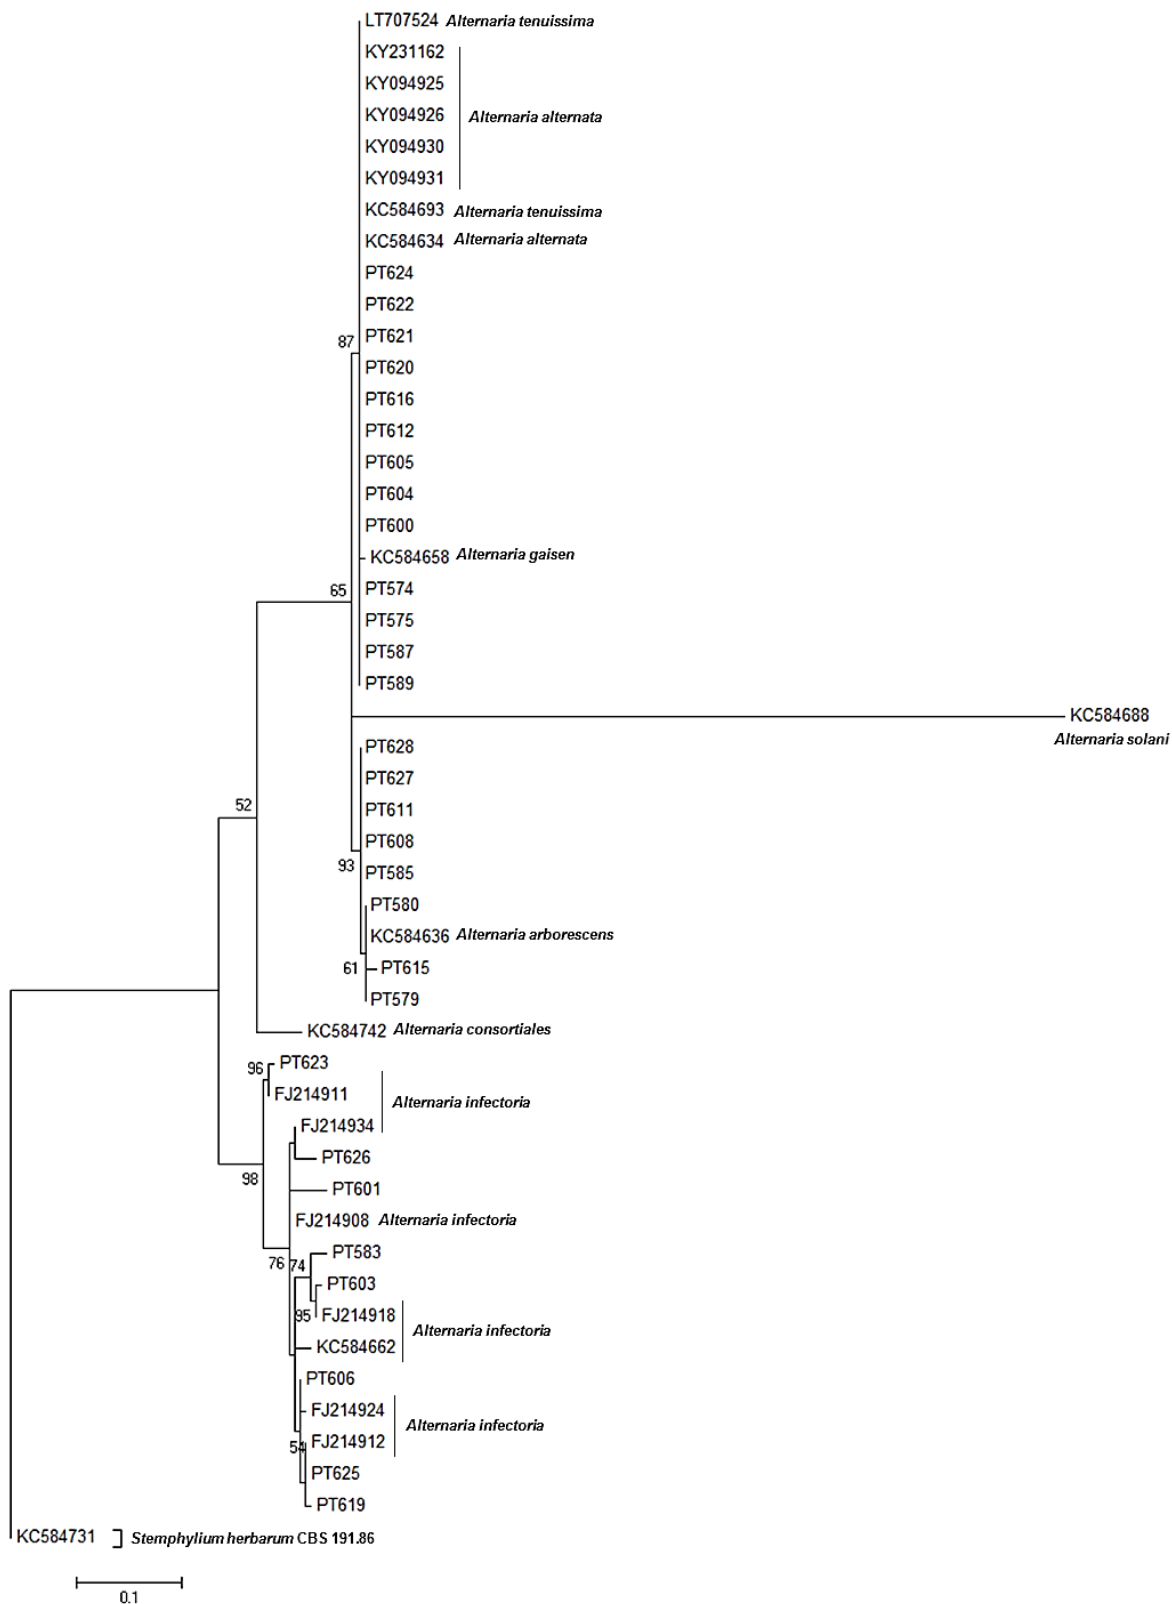 LT707524 Alternaria tenuissima
KY231162
KY094925
KY094926 Alternaria alternata
KY094930
KY094931
KC584693 Alternaria tenuissima
KC584634 Alternaria alternata
PT624
PT622
PT621
87
PT620
PT616
PT612
PT605
PT604
PT600
KC584658 Alternaria gaisen
65 PT574
PT575
PT587
PT589
KC584688
Alternaria solani
PT628
PT627
52 PT611
PT608
93 PT585
PT580
KC584636 Alternaria arborescens
61 PT615
PT579
KC584742 Alternaria consortiales
96 PT623
FJ214911
Alternaria infectoria
FJ214934
PT626
98
PT601
FJ214908 Alternaria infectoria
PT583
76 74
PT603
95 FJ214918
Alternaria infectoria
KC584662
PT606
FJ214924
Alternaria infectoria
54 FJ214912
PT625
PT619
KC584731 Stemphylium herbarum CBS 191.86
0.1